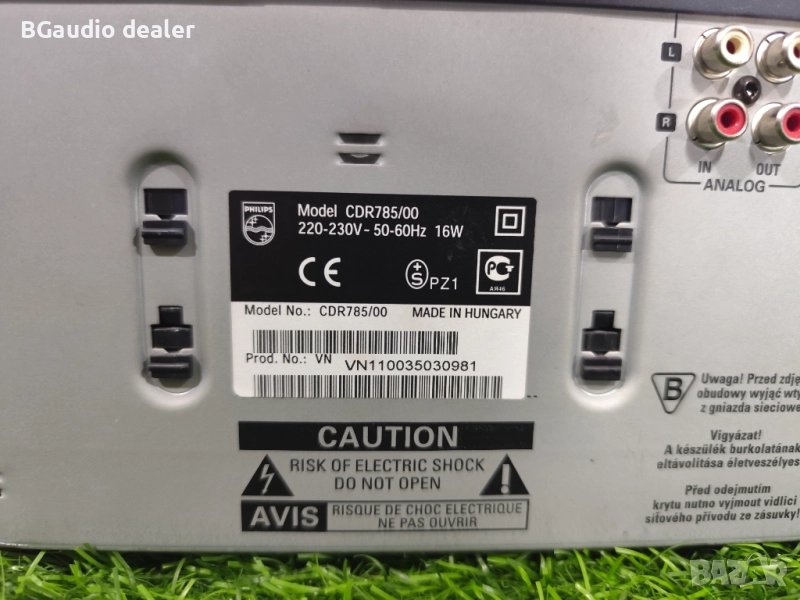 BGaudio dealer
L
R
IN OUT
ANALOG
PHILIPS
Model CDR785/00
220-230V~ 50-60Hz 16W
CE
+
S PZ1
PC
Model No.: CDR785/00 MADE IN HUNGARY
Prod. No.: VN VN110035030981
CAUTION
RISK OF ELECTRIC SHOCK
DO NOT OPEN
AVIS
RISQUE DE CHOC ELECTRIQUE
NE PAS OUVRIR
B
Uwaga! Przed zdję
obudowy wyjąć wty
z gniazda sieciowe
Vigyázat!
A készülék burkolatának
eltávolítása életveszélyes
Před odejmutím
krytu nutno vyjmout vidlici
síťového přívodu ze zásuvky!
BAZAR